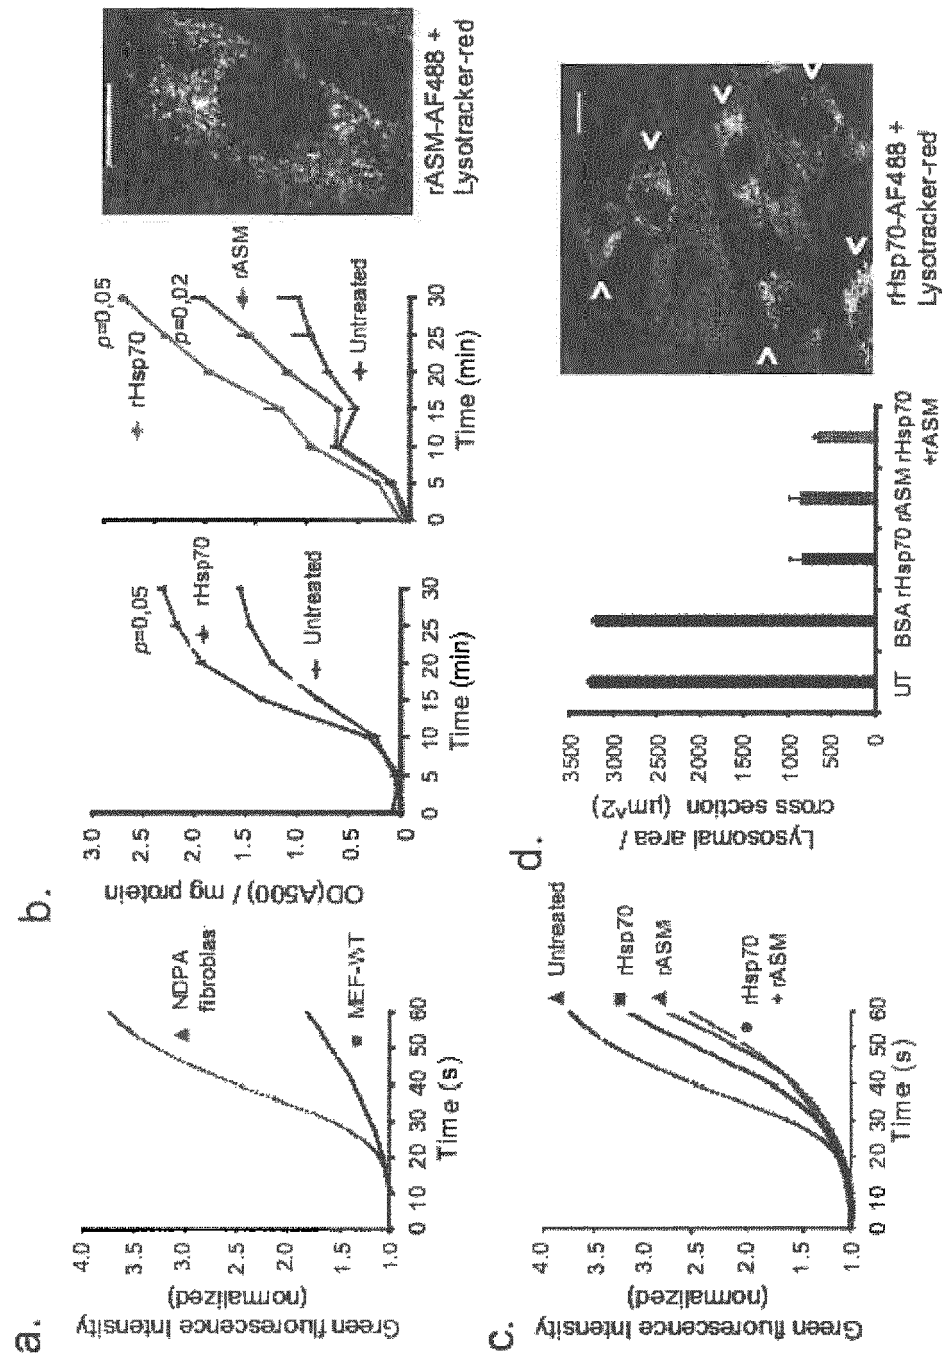 a.
Green fluorescence Intensity
(normalized)
4.0
3.5
3.0
2.5
2.0
1.5
1.0
NDPA
fibroblas
MEF-WT
0 10 20 30 40 50 60
Time (s)
b.
OD(A500) / mg protein
3.0
2.5
2.0
1.5
1.0
0.5
0
p=0,05
rHsp70
Untreated
0 5 10 15 20 25 30
Time (min)
rHsp70
p=0,05
p=0,02
rASM
Untreated
0 5 10 15 20 25 30
Time (min)
rASM-AF488 +
Lysotracker-red
c.
Green fluorescence Intensity
(normalized)
4.0
3.5
3.0
2.5
2.0
1.5
1.0
Untreated
rHsp70
rASM
rHsp70
+ rASM
0 10 20 30 40 50 60
Time (s)
d.
Lysosomal area /
cross section (µm^2)
3500
3000
2500
2000
1500
1000
500
0
UT BSA rHsp70 rASM rHsp70
+rASM
rHsp70-AF488 +
Lysotracker-red